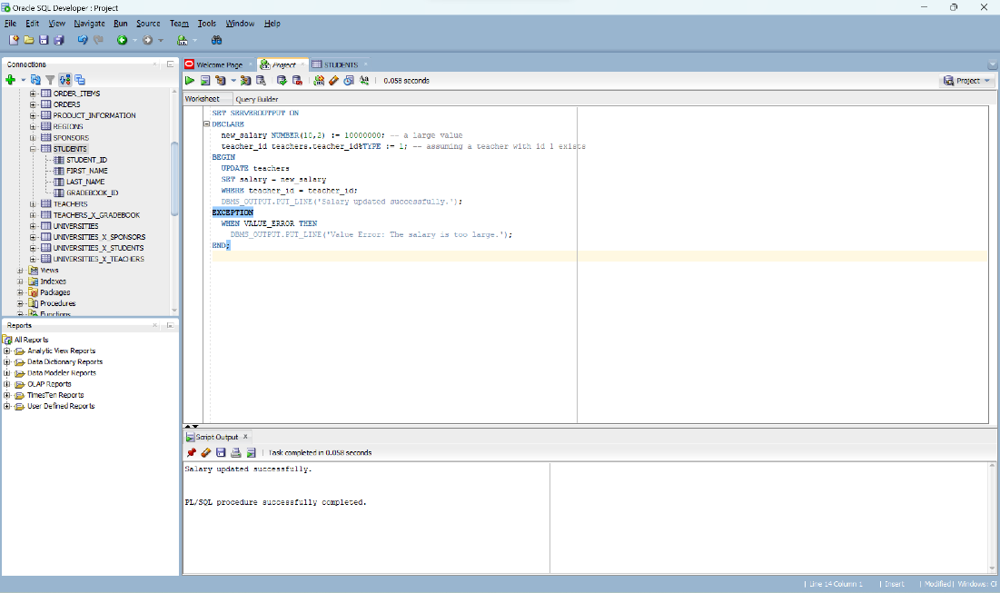 Oracle SQL Developer : Project
File Edit View Navigate Run Source Team Tools Window Help
Connections
ORDER_ITEMS
ORDERS
PRODUCT_INFORMATION
REGIONS
SPONSORS
STUDENTS
STUDENT_ID
FIRST_NAME
LAST_NAME
GRADEBOOK_ID
TEACHERS
TEACHERS_X_GRADEBOOK
UNIVERSITIES
UNIVERSITIES_X_SPONSORS
UNIVERSITIES_X_STUDENTS
UNIVERSITIES_X_TEACHERS
Views
Indexes
Packages
Procedures
Functions
Reports
All Reports
Analytic View Reports
Data Dictionary Reports
Data Modeler Reports
OLAP Reports
TimesTen Reports
User Defined Reports
Welcome Page Project STUDENTS
0.058 seconds
Project
Worksheet Query Builder
SET SERVEROUTPUT ON
DECLARE
new_salary NUMBER(10,2) := 10000000; -- a large value
teacher_id teachers.teacher_id%TYPE := 1; -- assuming a teacher with id 1 exists
BEGIN
UPDATE teachers
SET salary = new_salary
WHERE teacher_id = teacher_id;
DBMS_OUTPUT.PUT_LINE('Salary updated successfully.');
EXCEPTION
WHEN VALUE_ERROR THEN
DBMS_OUTPUT.PUT_LINE('Value Error: The salary is too large.');
END;
Script Output
Task completed in 0.058 seconds
Salary updated successfully.
PL/SQL procedure successfully completed.
Line 14 Column 1 | Insert | Modified | Windows: Cl